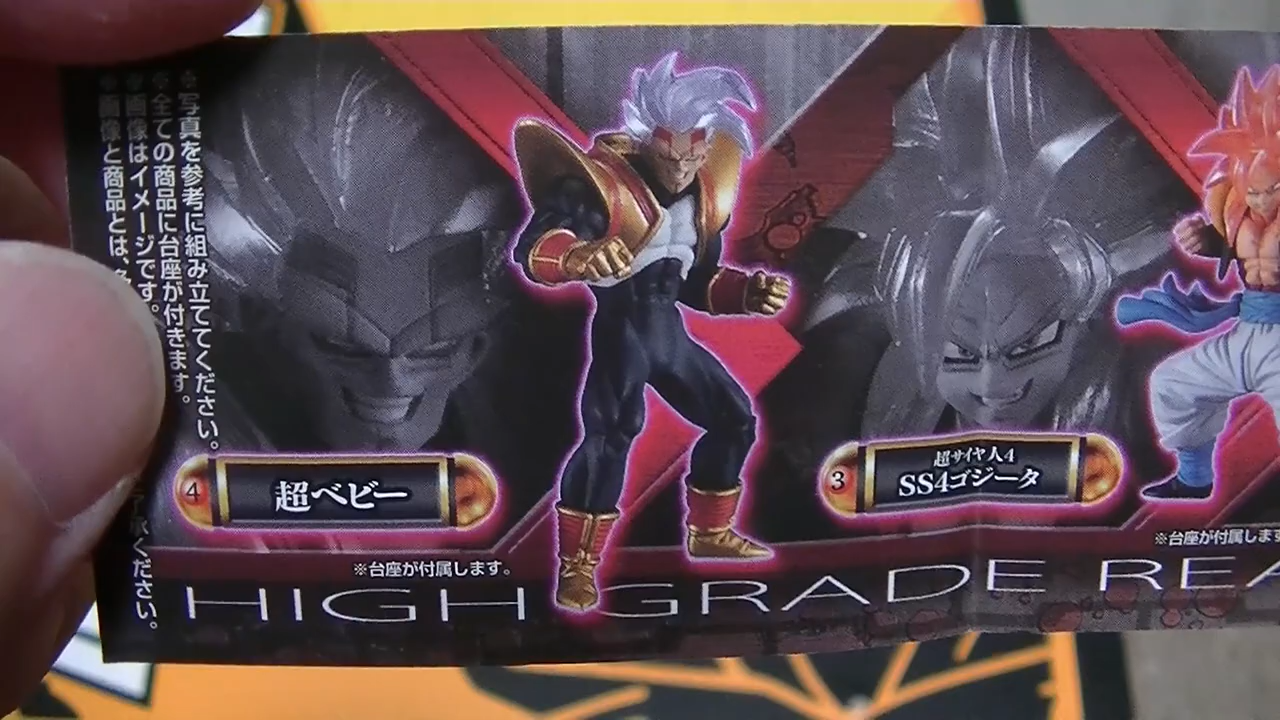 ※写真を参考に組み立ててください。
※全ての商品に台座が付きます。
※画像はイメージです。
※画像と商品とは、
了承ください。
4
超ベビー
※台座が付属します。
3
超サイヤ人4
SS4ゴジータ
※台座が付属しま
HIGH GRADE REA